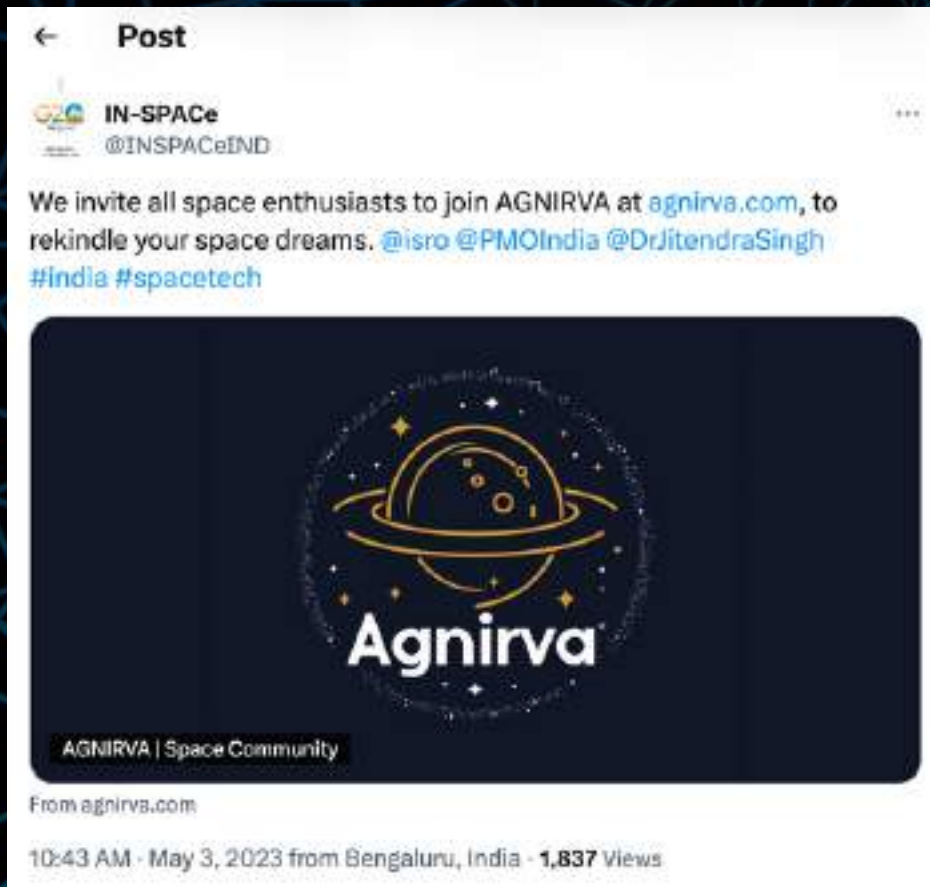 Post
IN-SPACe
@INSPACeIND
We invite all space enthusiasts to join AGNIRVA at agnirva.com, to
rekindle your space dreams. @isro @PMOIndia @DrJitendraSingh
#india #spacetech
Agnirva
AGNIRVA | Space Community
From agnirva.com
10:43 AM · May 3, 2023 from Bengaluru, India · 1,837 Views